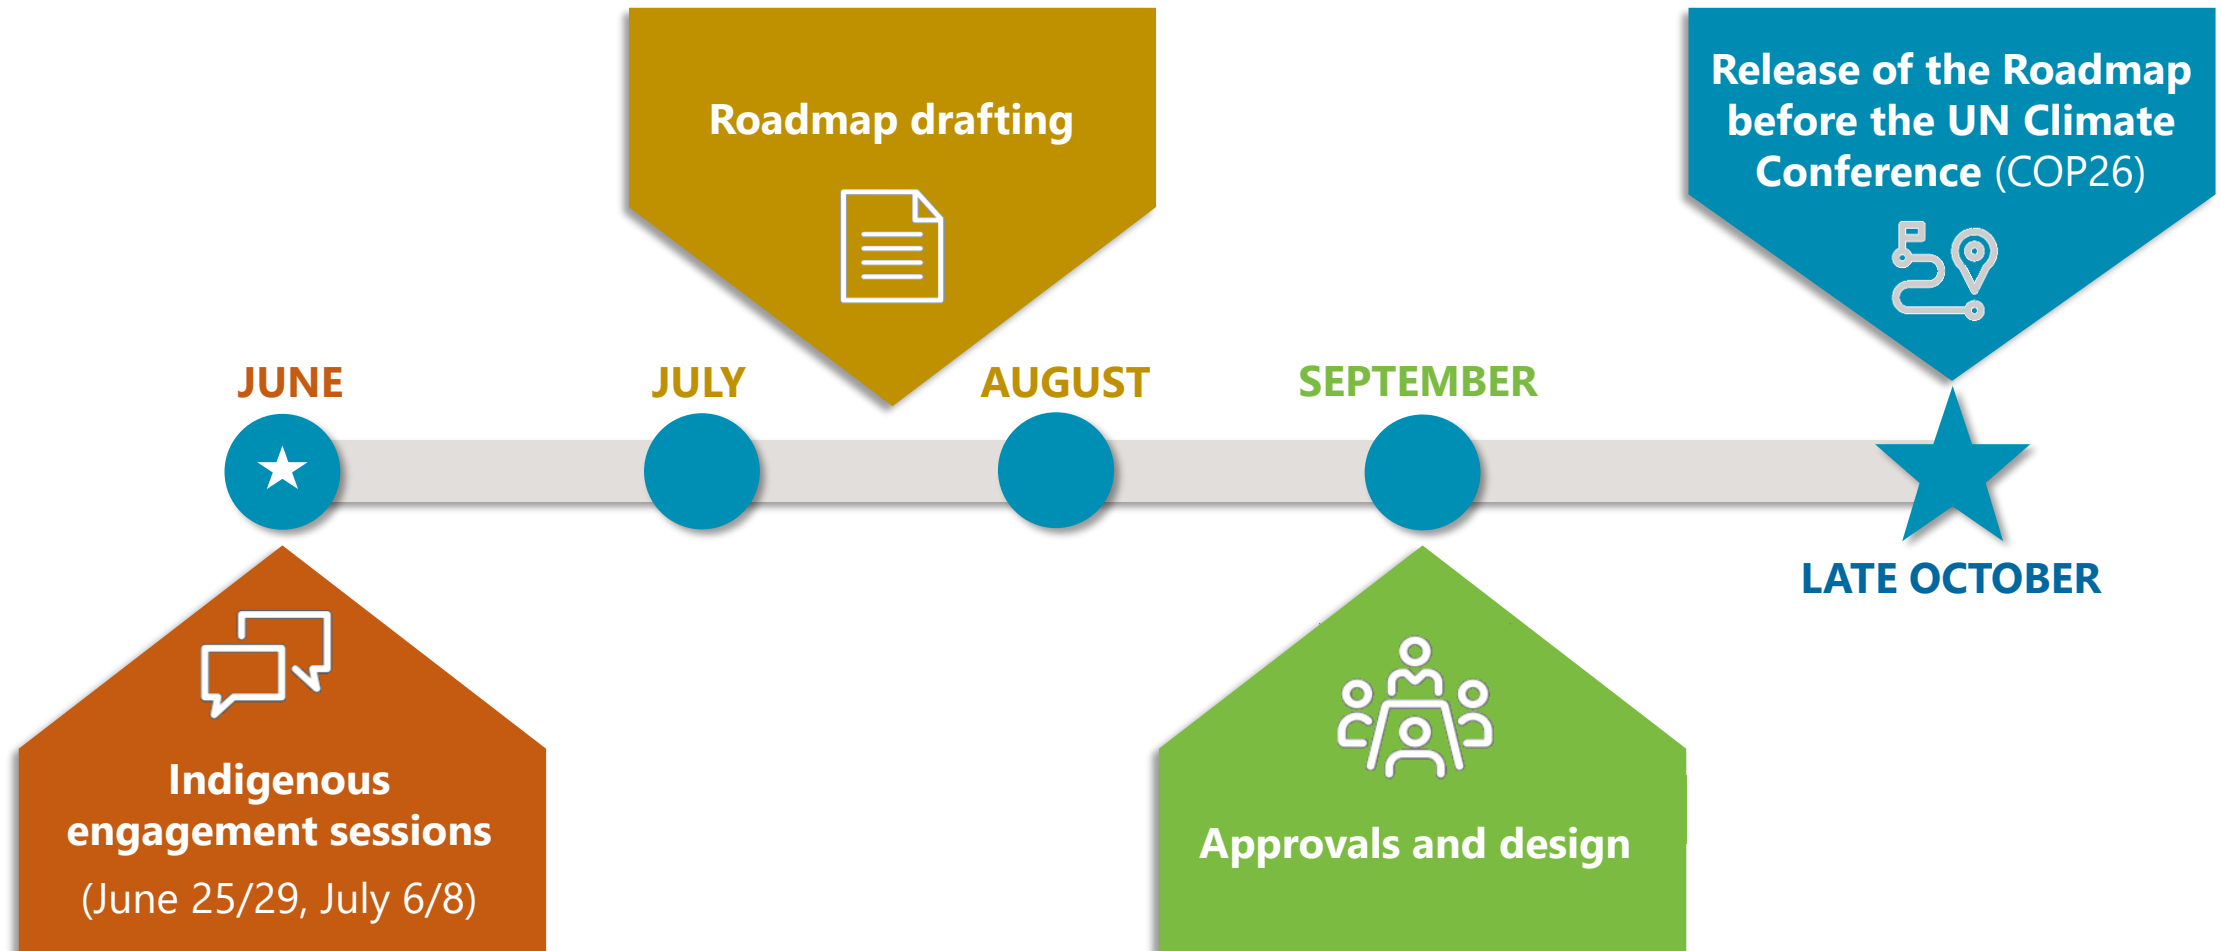 Roadmap drafting
Release of the Roadmap
before the UN Climate
Conference (COP26)
JUNE
JULY
AUGUST
SEPTEMBER
LATE OCTOBER
Indigenous
engagement sessions
(June 25/29, July 6/8)
Approvals and design